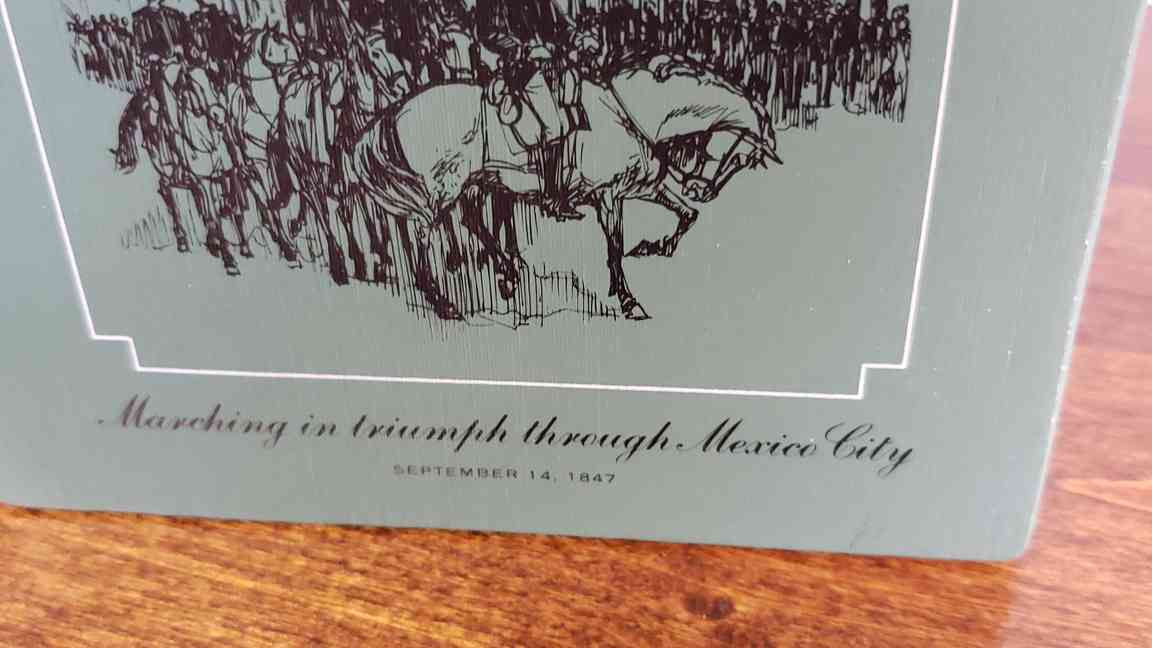 Marching in triumph through Mexico City
SEPTEMBER 14, 1847